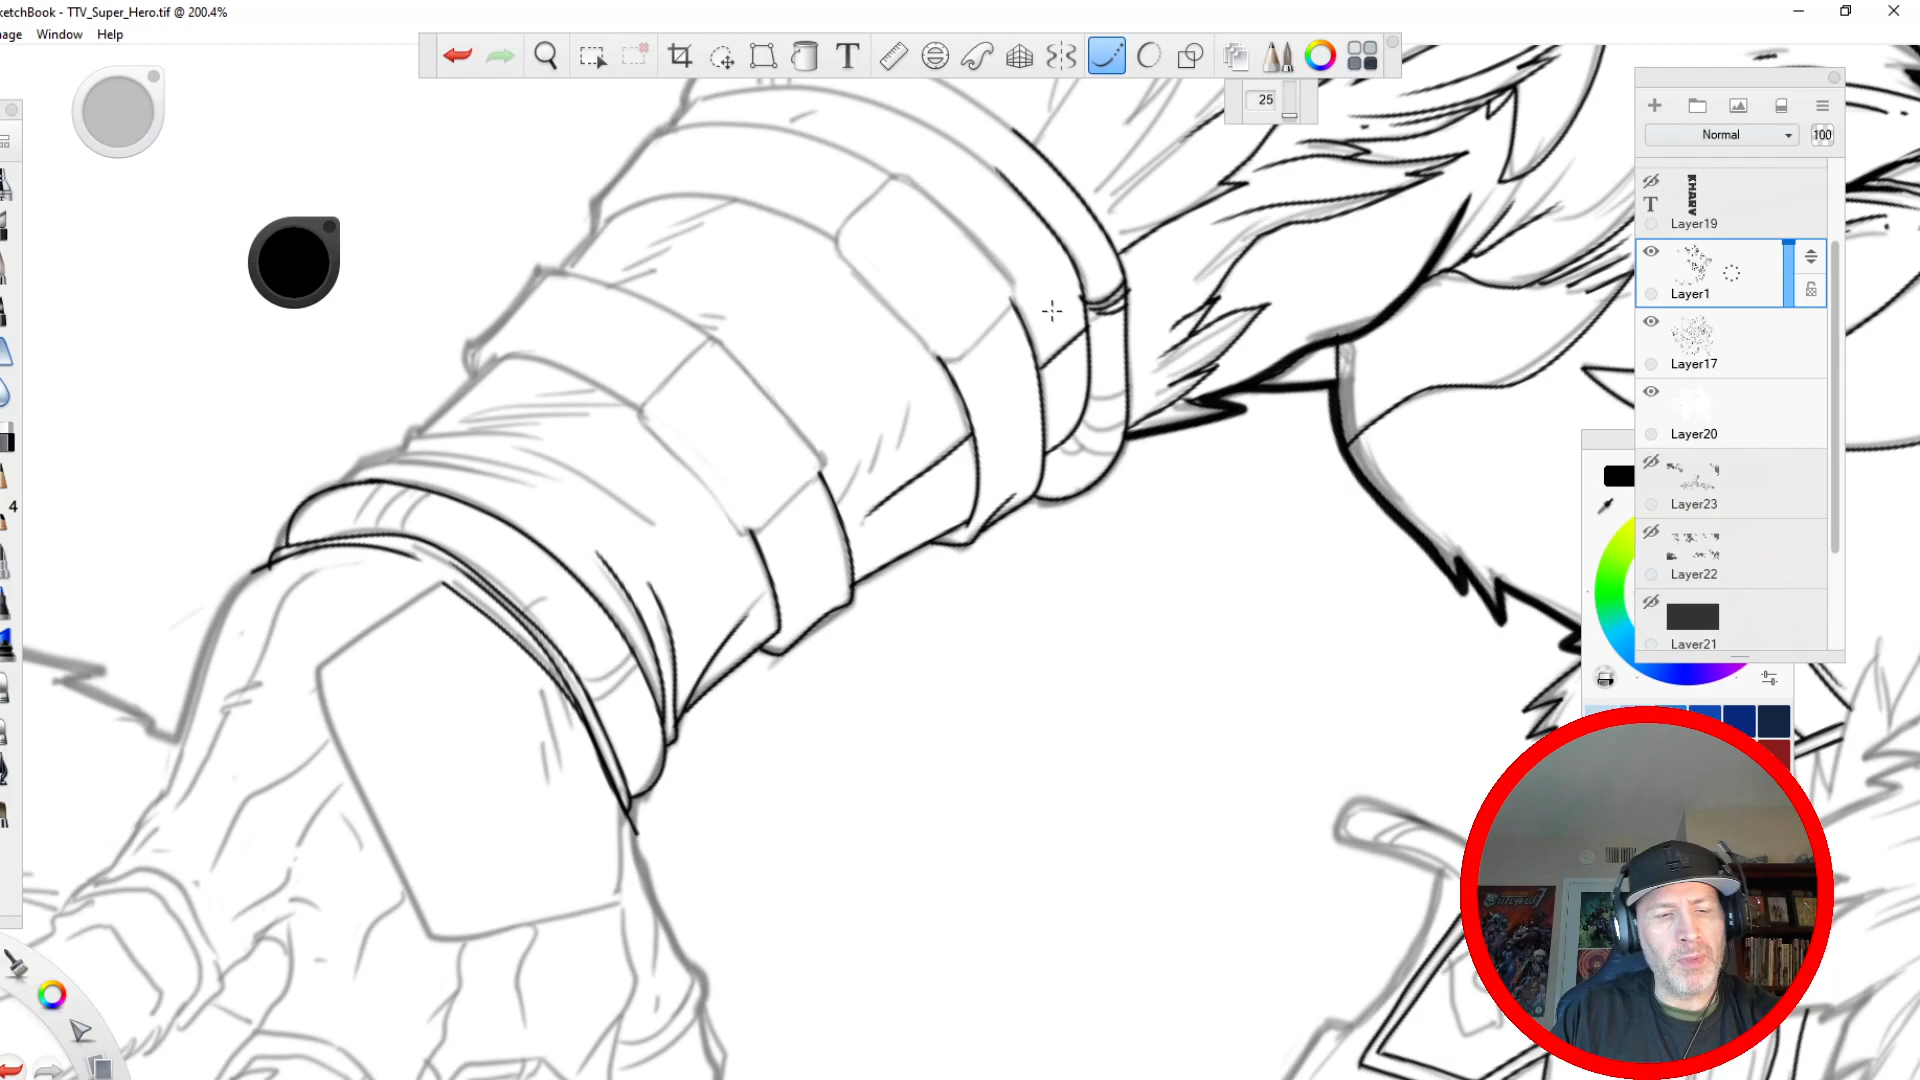 ketchBook - TTV_Super_Hero.tif @ 200.4%
age Window Help
T
25
Normal 100
KHARY
T
Layer19
Layer1
Layer17
Layer20
Layer23
Layer22
Layer21
4